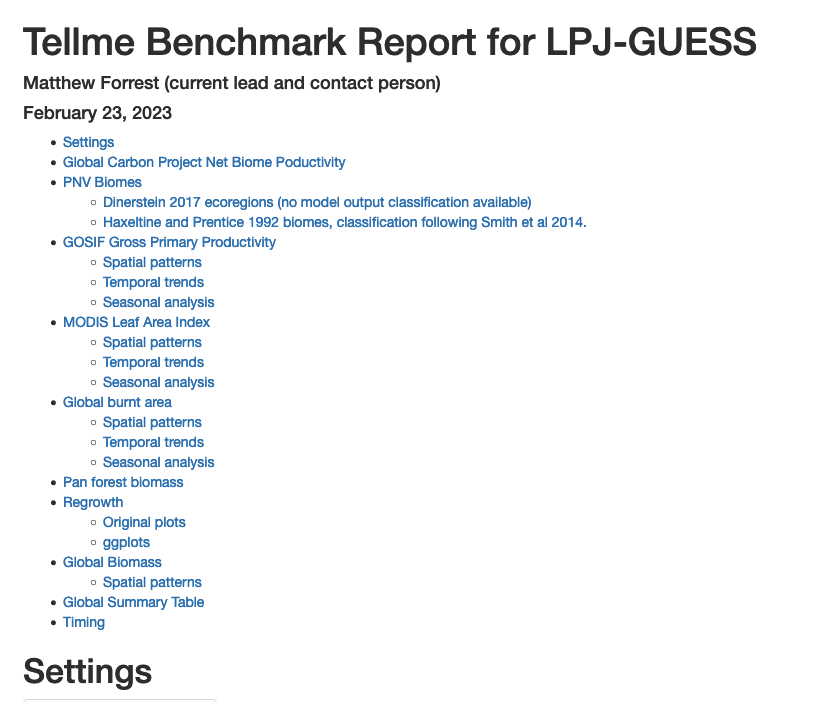 Tellme Benchmark Report for LPJ-GUESS
Matthew Forrest (current lead and contact person)
February 23, 2023
Settings
Global Carbon Project Net Biome Poductivity
PNV Biomes
Dinerstein 2017 ecoregions (no model output classification available)
Haxeltine and Prentice 1992 biomes, classification following Smith et al 2014.
GOSIF Gross Primary Productivity
Spatial patterns
Temporal trends
Seasonal analysis
MODIS Leaf Area Index
Spatial patterns
Temporal trends
Seasonal analysis
Global burnt area
Spatial patterns
Temporal trends
Seasonal analysis
Pan forest biomass
Regrowth
Original plots
ggplots
Global Biomass
Spatial patterns
Global Summary Table
Timing
Settings